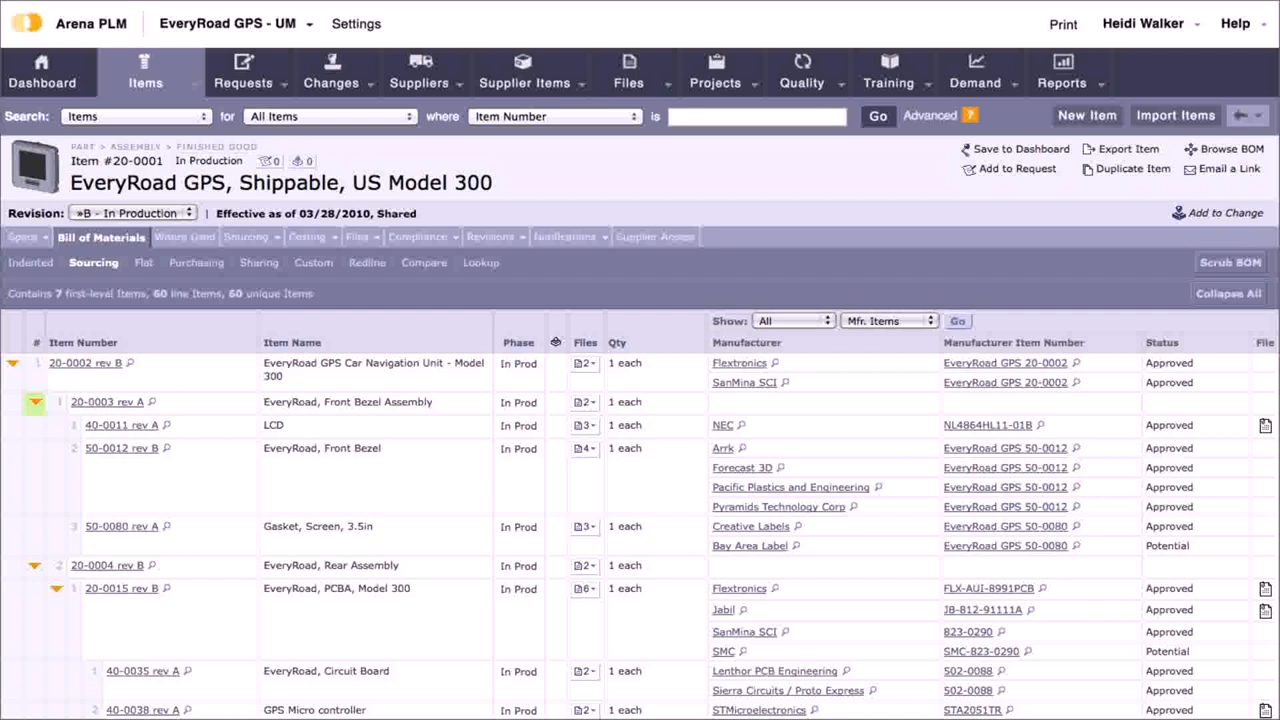 Arena PLM EveryRoad GPS - UM Settings Print Heidi Walker Help
Dashboard Items Requests Changes Suppliers Supplier Items Files Projects Quality Training Demand Reports
Search: Items for All Items where Item Number is Go Advanced ? New Item Import Items
PART > ASSEMBLY > FINISHED GOOD
Save to Dashboard Export Item Browse BOM
Item #20-0001 In Production 0 0
Add to Request Duplicate Item Email a Link
EveryRoad GPS, Shippable, US Model 300
Revision: »B - In Production | Effective as of 03/28/2010, Shared Add to Change
Specs Bill of Materials Where Used Sourcing Costing Files Compliance Revisions Notifications Supplier Access
Indented Sourcing Flat Purchasing Sharing Custom Redline Compare Lookup Scrub BOM
Contains 7 first-level Items, 60 line Items, 60 unique Items Collapse All
Show: All Mfr. Items Go
# Item Number Item Name Phase Files Qty Manufacturer Manufacturer Item Number Status File
1 20-0002 rev B EveryRoad GPS Car Navigation Unit - Model 300 In Prod 2 1 each Flextronics EveryRoad GPS 20-0002 Approved
SanMina SCI EveryRoad GPS 20-0002 Approved
1 20-0003 rev A EveryRoad, Front Bezel Assembly In Prod 2 1 each Approved
1 40-0011 rev A LCD In Prod 3 1 each NEC NL4864HL11-01B Approved
2 50-0012 rev B EveryRoad, Front Bezel In Prod 4 1 each Arrk EveryRoad GPS 50-0012 Approved
Forecast 3D EveryRoad GPS 50-0012 Approved
Pacific Plastics and Engineering EveryRoad GPS 50-0012 Approved
Pyramids Technology Corp EveryRoad GPS 50-0012 Approved
3 50-0080 rev A Gasket, Screen, 3.5in In Prod 3 1 each Creative Labels EveryRoad GPS 50-0080 Approved
Bay Area Label EveryRoad GPS 50-0080 Potential
2 20-0004 rev B EveryRoad, Rear Assembly In Prod 2 1 each
1 20-0015 rev B EveryRoad, PCBA, Model 300 In Prod 6 1 each Flextronics FLX-AUI-8991PCB Approved
Jabil JB-812-91111A Approved
SanMina SCI 823-0290 Approved
SMC SMC-823-0290 Potential
1 40-0035 rev A EveryRoad, Circuit Board In Prod 2 1 each Lenthor PCB Engineering 502-0088 Approved
Sierra Circuits / Proto Express 502-0088 Approved
2 40-0038 rev A GPS Micro controller In Prod 2 1 each STMicroelectronics STA2051TR Approved